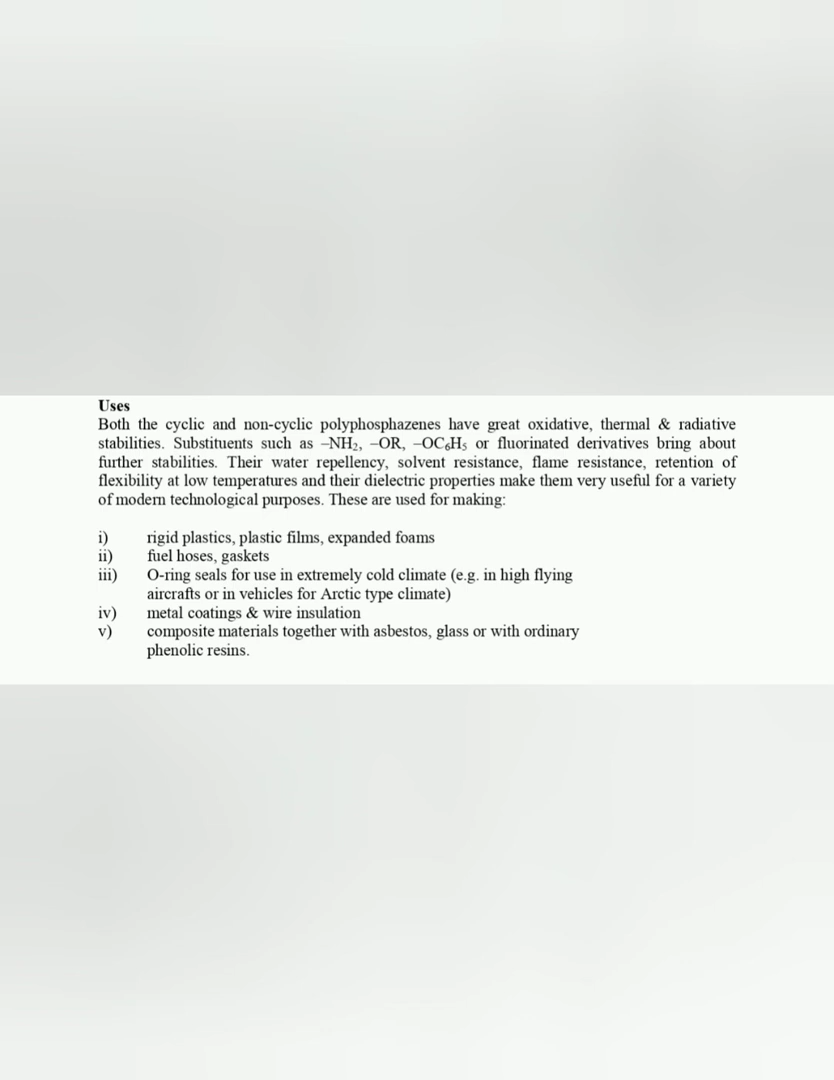 Uses
Both the cyclic and non-cyclic polyphosphazenes have great oxidative, thermal & radiative
stabilities. Substituents such as –NH₂, –OR, –OC₆H₅ or fluorinated derivatives bring about
further stabilities. Their water repellency, solvent resistance, flame resistance, retention of
flexibility at low temperatures and their dielectric properties make them very useful for a variety
of modern technological purposes. These are used for making:
i) rigid plastics, plastic films, expanded foams
ii) fuel hoses, gaskets
iii) O-ring seals for use in extremely cold climate (e.g. in high flying
aircrafts or in vehicles for Arctic type climate)
iv) metal coatings & wire insulation
v) composite materials together with asbestos, glass or with ordinary
phenolic resins.